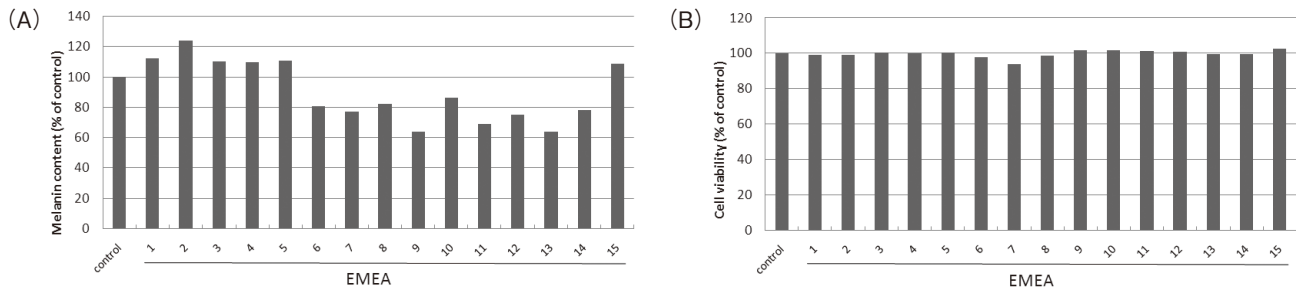 (A)
Melanin content (% of control)
140
120
100
80
60
40
20
0
control 1 2 3 4 5 6 7 8 9 10 11 12 13 14 15
EMEA
(B)
Cell viability (% of control)
120
100
80
60
40
20
0
control 1 2 3 4 5 6 7 8 9 10 11 12 13 14 15
EMEA